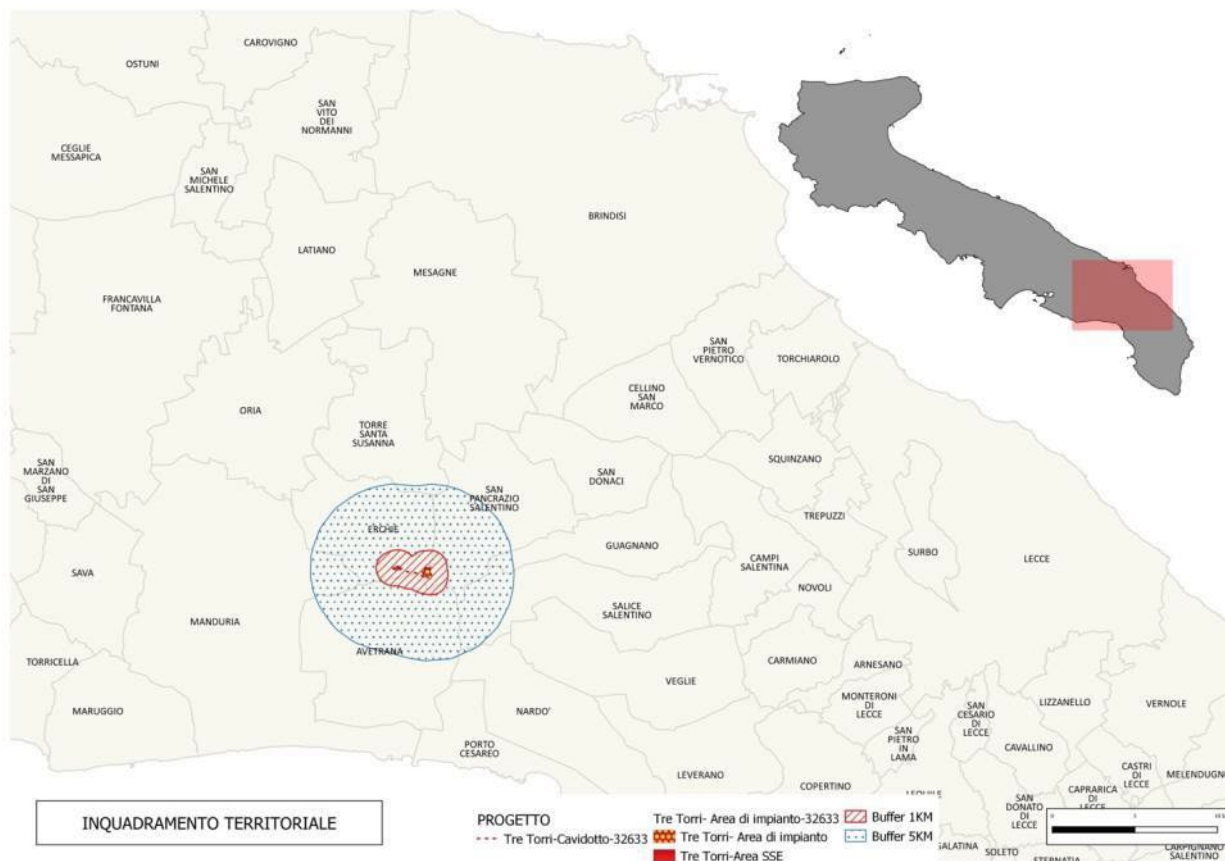 CAROVIGNO
OSTUNI
SAN
VITO
DEI
NORMANNI
CEGLIE
MESSAPICA
SAN
MICHELE
SALENTINO
BRINDISI
LATIANO
MESAGNE
FRANCAVILLA
FONTANA
SAN
PIETRO
VERNOTICO
TORCHIAROLO
CELLINO
SAN
MARCO
ORIA
TORRE
SANTA
SUSANNA
SQUINZANO
SAN
MARZANO
DI
SAN
GIUSEPPE
SAN
DONACI
SAN
PANCRAZIO
SALENTINO
TREPUZZI
ERCHIE
GUAGNANO
SURBO
LECCE
CAMPI
SALENTINA
SAVA
NOVOLI
SALICE
SALENTINO
MANDURIA
AVETRANA
TORRICELLA
CARMIANO
ARNESANO
VEGLIE
MONTERONI
DI
LECCE
LIZZANELLO
VERNOLE
SAN
CESARIO
DI
LECCE
MARUGGIO
NARDO'
SAN
PIETRO
IN
LAMA
CAVALLINO
PORTO
CESAREO
CASTRI
DI
LECCE
LEVERANO
MELENDUGNO
COPERTINO
CAPRARICA
DI
LECCE
LEQUILE
SAN
DONATO
DI
LECCE
GALATINA
SOLETO
STERNATIA
CARPIGNANO
SALENTINO
INQUADRAMENTO TERRITORIALE
PROGETTO
Tre Torri-Cavidotto-32633
Tre Torri- Area di impianto-32633
Tre Torri- Area di impianto
Tre Torri-Area SSE
Buffer 1KM
Buffer 5KM
0 5 10